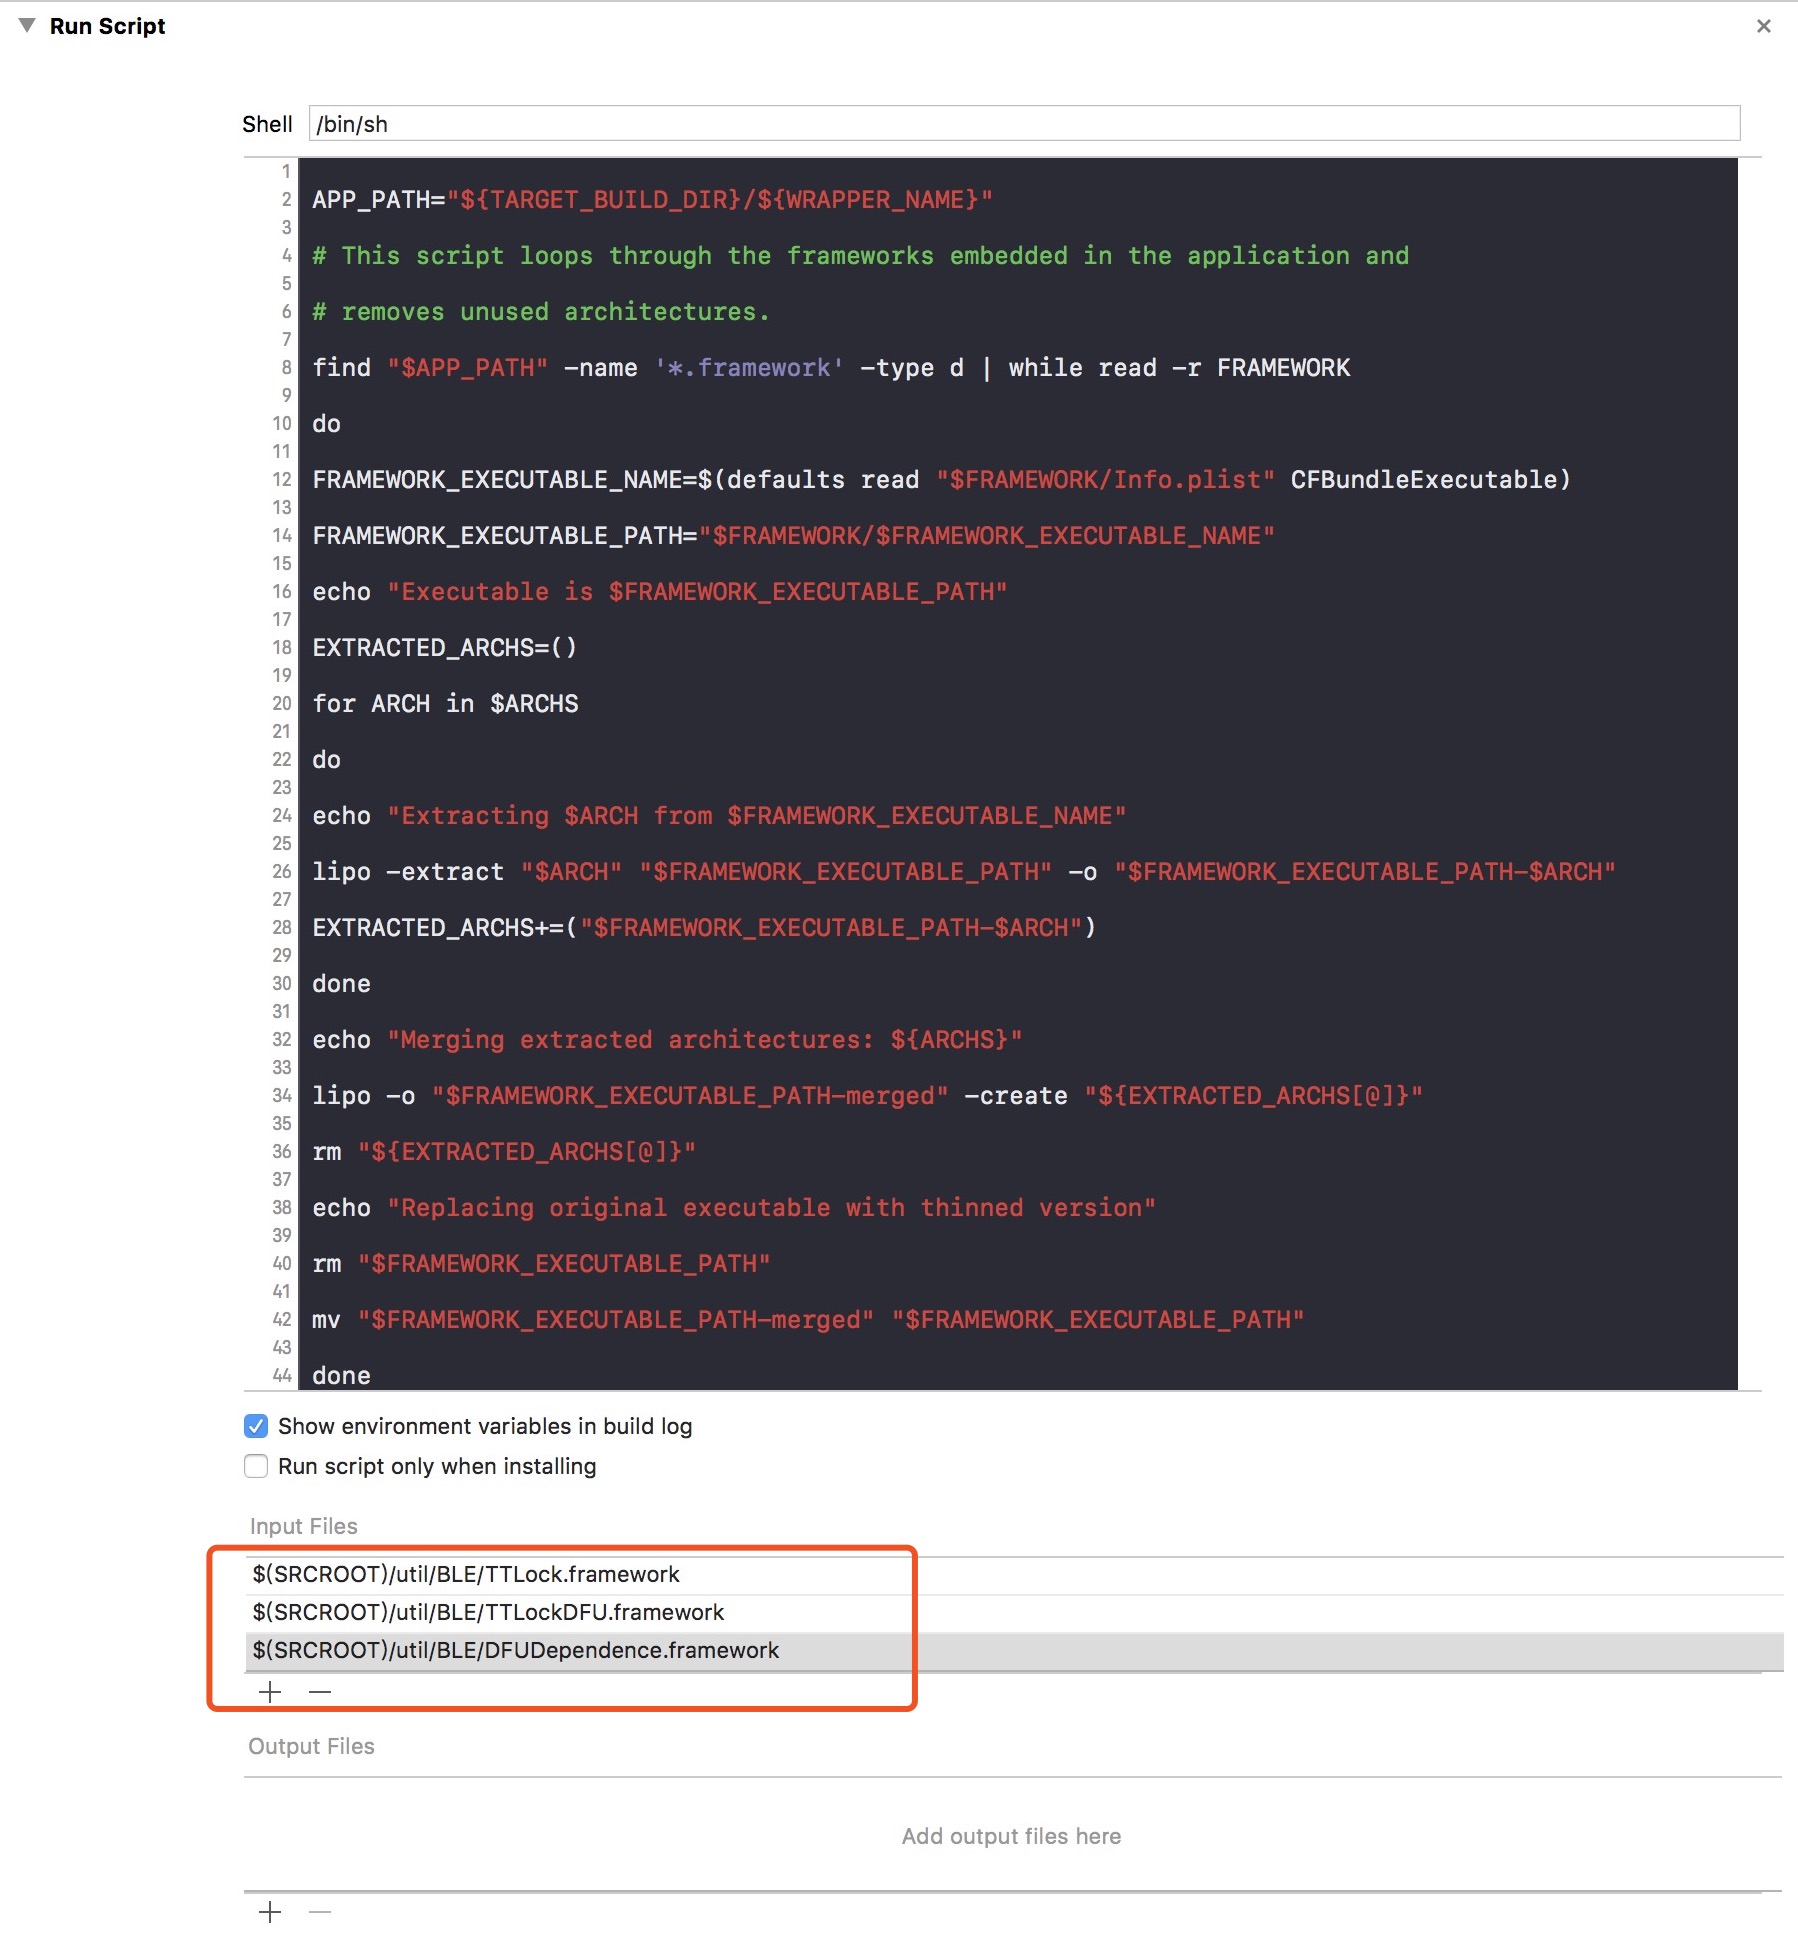 Run Script
Shell /bin/sh
1
2 APP_PATH="${TARGET_BUILD_DIR}/${WRAPPER_NAME}"
3
4 # This script loops through the frameworks embedded in the application and
5
6 # removes unused architectures.
7
8 find "$APP_PATH" -name '*.framework' -type d | while read -r FRAMEWORK
9
10 do
11
12 FRAMEWORK_EXECUTABLE_NAME=$(defaults read "$FRAMEWORK/Info.plist" CFBundleExecutable)
13
14 FRAMEWORK_EXECUTABLE_PATH="$FRAMEWORK/$FRAMEWORK_EXECUTABLE_NAME"
15
16 echo "Executable is $FRAMEWORK_EXECUTABLE_PATH"
17
18 EXTRACTED_ARCHS=()
19
20 for ARCH in $ARCHS
21
22 do
23
24 echo "Extracting $ARCH from $FRAMEWORK_EXECUTABLE_NAME"
25
26 lipo -extract "$ARCH" "$FRAMEWORK_EXECUTABLE_PATH" -o "$FRAMEWORK_EXECUTABLE_PATH-$ARCH"
27
28 EXTRACTED_ARCHS+=("$FRAMEWORK_EXECUTABLE_PATH-$ARCH")
29
30 done
31
32 echo "Merging extracted architectures: ${ARCHS}"
33
34 lipo -o "$FRAMEWORK_EXECUTABLE_PATH-merged" -create "${EXTRACTED_ARCHS[@]}"
35
36 rm "${EXTRACTED_ARCHS[@]}"
37
38 echo "Replacing original executable with thinned version"
39
40 rm "$FRAMEWORK_EXECUTABLE_PATH"
41
42 mv "$FRAMEWORK_EXECUTABLE_PATH-merged" "$FRAMEWORK_EXECUTABLE_PATH"
43
44 done
Show environment variables in build log
Run script only when installing
Input Files
$(SRCROOT)/util/BLE/TTLock.framework
$(SRCROOT)/util/BLE/TTLockDFU.framework
$(SRCROOT)/util/BLE/DFUDependence.framework
Output Files
Add output files here